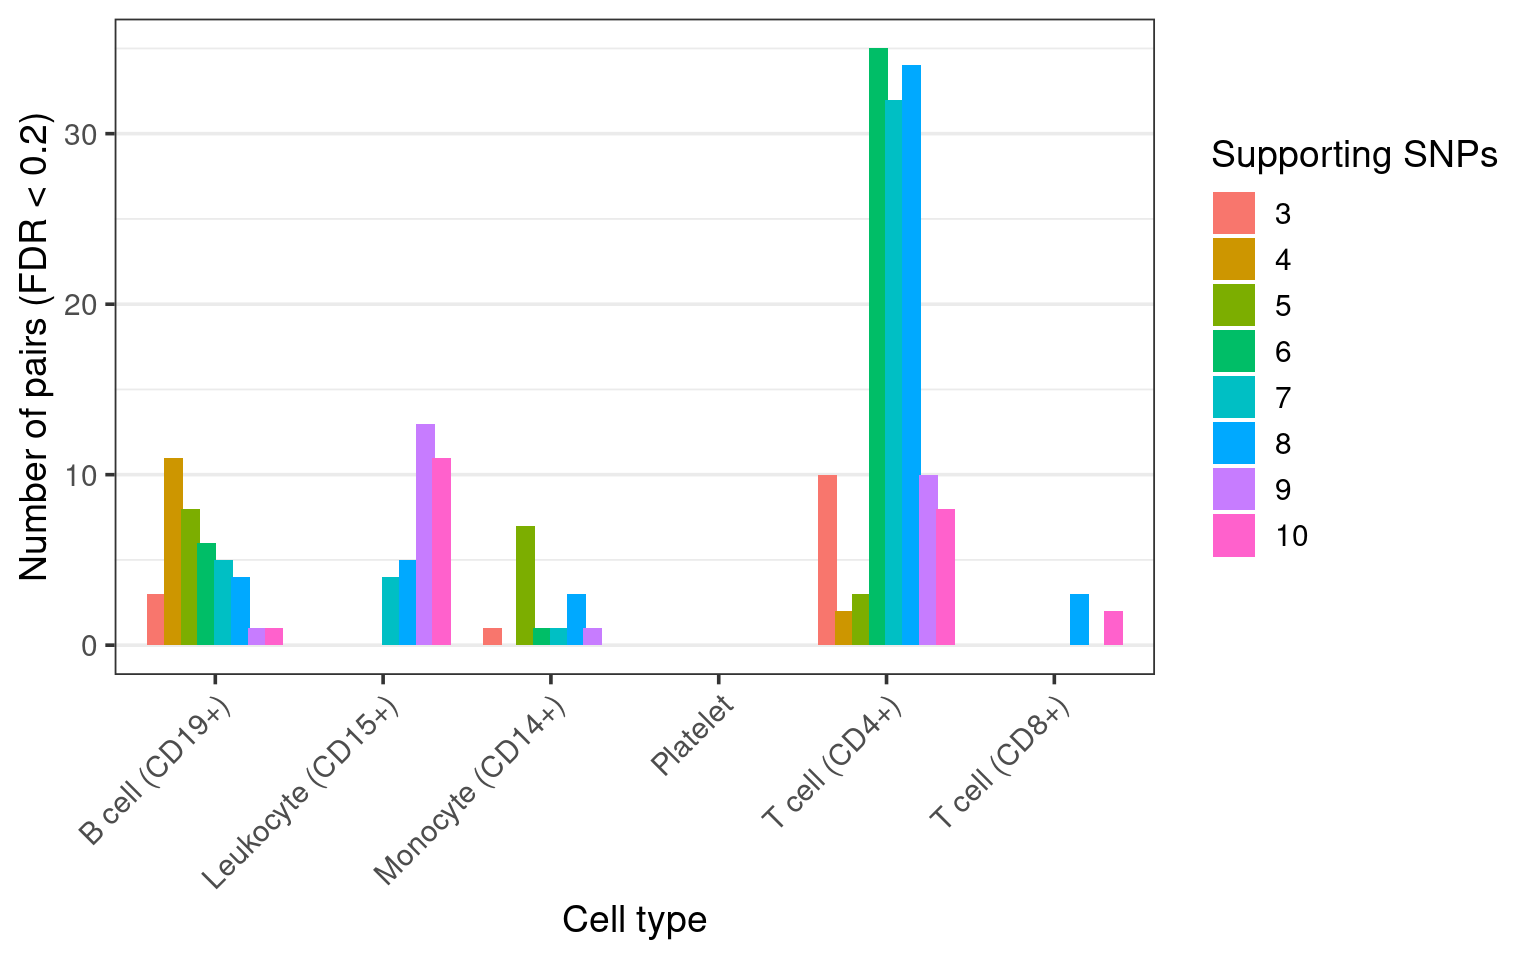 Number of pairs (FDR < 0.2)
30
20
10
0
B cell (CD19+)
Leukocyte (CD15+)
Monocyte (CD14+)
Platelet
T cell (CD4+)
T cell (CD8+)
Cell type
Supporting SNPs
3
4
5
6
7
8
9
10